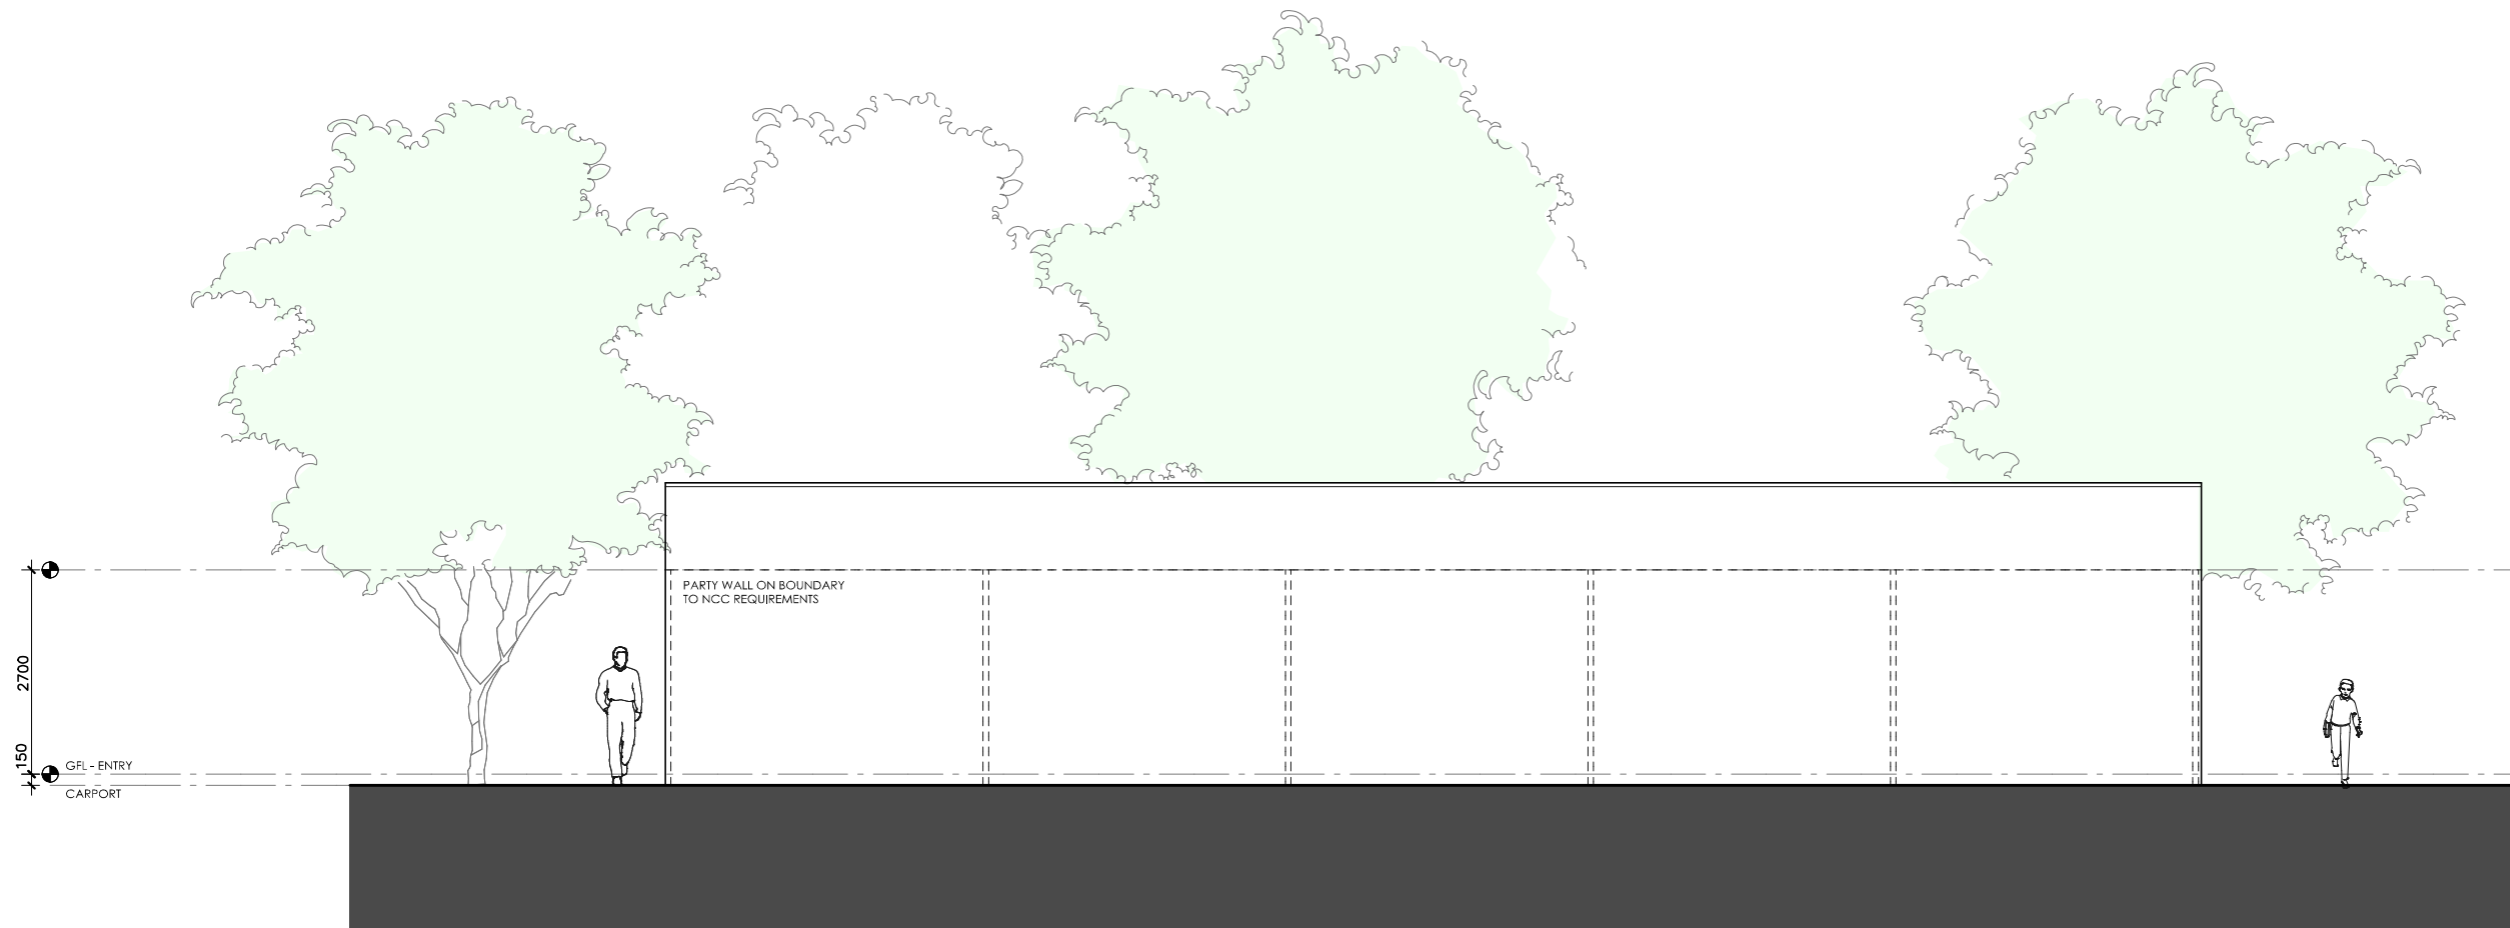 PARTY WALL ON BOUNDARY
TO NCC REQUIREMENTS
2700
150
GFL - ENTRY
CARPORT